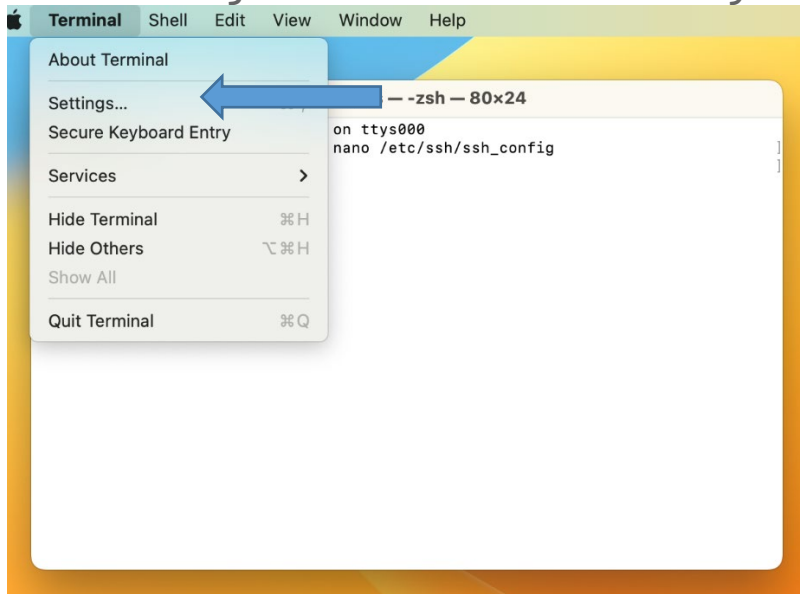 Terminal Shell Edit View Window Help
About Terminal
Settings...
Secure Keyboard Entry
Services
Hide Terminal ⌘H
Hide Others ⌥⌘H
Show All
Quit Terminal ⌘Q
— -zsh — 80×24
on ttys000
nano /etc/ssh/ssh_config ]
]